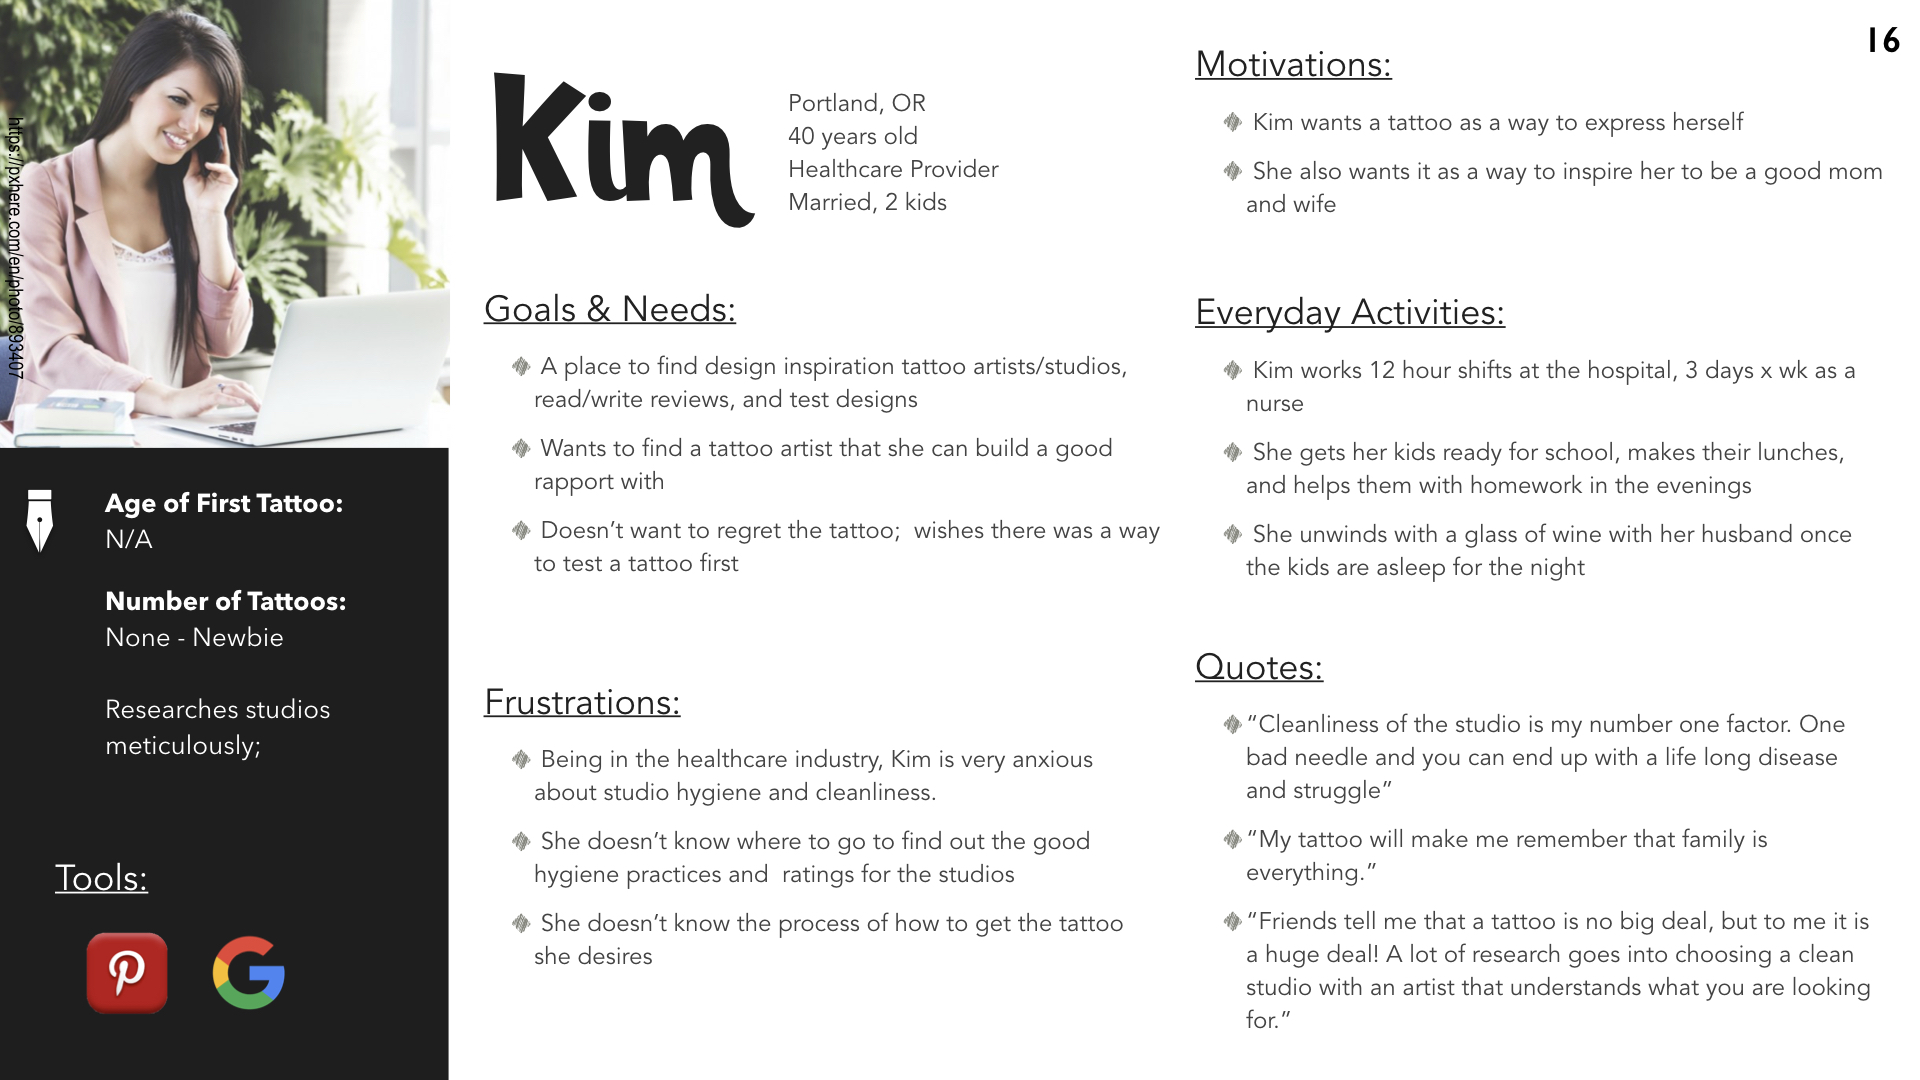 16
https://pxhere.com/en/photo/893407
Kim
Portland, OR
40 years old
Healthcare Provider
Married, 2 kids
Age of First Tattoo:
N/A
Number of Tattoos:
None - Newbie
Researches studios
meticulously;
Tools:
Goals & Needs:
A place to find design inspiration tattoo artists/studios,
read/write reviews, and test designs
Wants to find a tattoo artist that she can build a good
rapport with
Doesn’t want to regret the tattoo;  wishes there was a way
to test a tattoo first
Frustrations:
Being in the healthcare industry, Kim is very anxious
about studio hygiene and cleanliness.
She doesn’t know where to go to find out the good
hygiene practices and  ratings for the studios
She doesn’t know the process of how to get the tattoo
she desires
Motivations:
Kim wants a tattoo as a way to express herself
She also wants it as a way to inspire her to be a good mom
and wife
Everyday Activities:
Kim works 12 hour shifts at the hospital, 3 days x wk as a
nurse
She gets her kids ready for school, makes their lunches,
and helps them with homework in the evenings
She unwinds with a glass of wine with her husband once
the kids are asleep for the night
Quotes:
“Cleanliness of the studio is my number one factor. One
bad needle and you can end up with a life long disease
and struggle”
“My tattoo will make me remember that family is
everything.”
“Friends tell me that a tattoo is no big deal, but to me it is
a huge deal! A lot of research goes into choosing a clean
studio with an artist that understands what you are looking
for.”